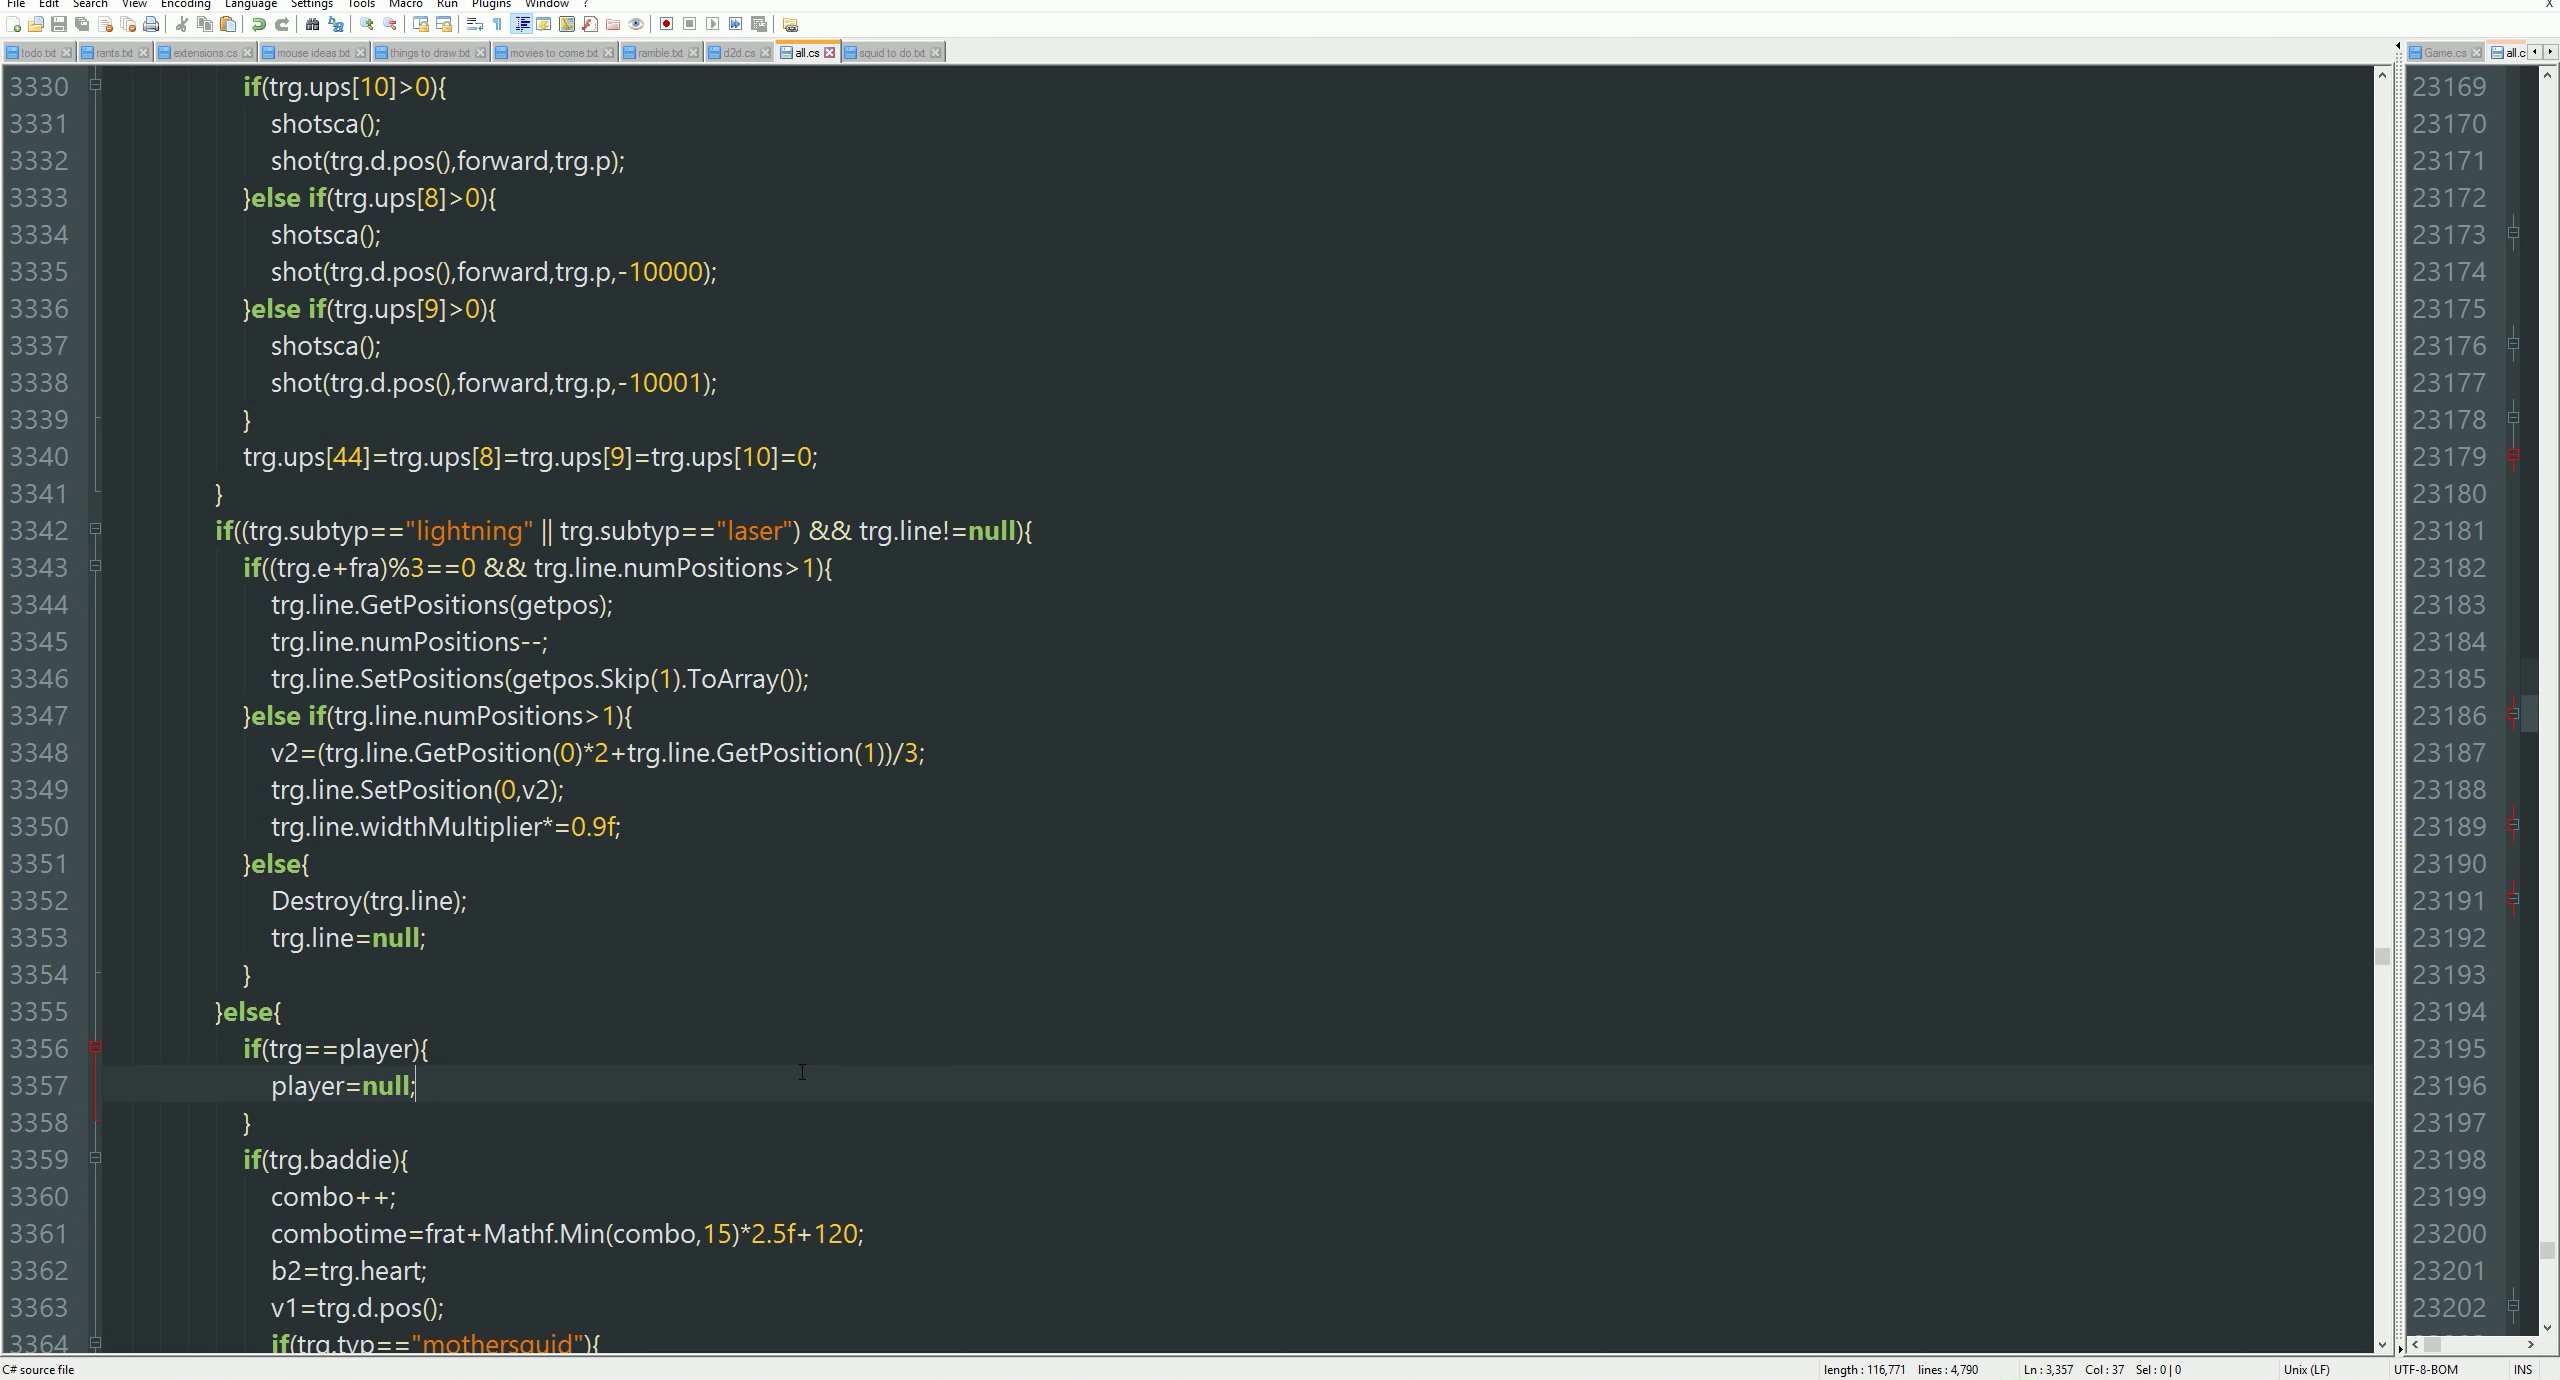 File Edit Search View Encoding Language Settings Tools Macro Run Plugins Window ? X
todo.txt rants.txt extensions.cs mouse ideas.txt things to draw.txt movies to come.txt ramble.txt d2d.cs all.cs squid to do.txt Game.cs all.c
3330 if(trg.ups[10]>0){ 23169
3331 shotsca(); 23170
3332 shot(trg.d.pos(),forward,trg.p); 23171
3333 }else if(trg.ups[8]>0){ 23172
3334 shotsca(); 23173
3335 shot(trg.d.pos(),forward,trg.p,-10000); 23174
3336 }else if(trg.ups[9]>0){ 23175
3337 shotsca(); 23176
3338 shot(trg.d.pos(),forward,trg.p,-10001); 23177
3339 } 23178
3340 trg.ups[44]=trg.ups[8]=trg.ups[9]=trg.ups[10]=0; 23179
3341 } 23180
3342 if((trg.subtyp=="lightning" || trg.subtyp=="laser") && trg.line!=null){ 23181
3343 if((trg.e+fra)%3==0 && trg.line.numPositions>1){ 23182
3344 trg.line.GetPositions(getpos); 23183
3345 trg.line.numPositions--; 23184
3346 trg.line.SetPositions(getpos.Skip(1).ToArray()); 23185
3347 }else if(trg.line.numPositions>1){ 23186
3348 v2=(trg.line.GetPosition(0)*2+trg.line.GetPosition(1))/3; 23187
3349 trg.line.SetPosition(0,v2); 23188
3350 trg.line.widthMultiplier*=0.9f; 23189
3351 }else{ 23190
3352 Destroy(trg.line); 23191
3353 trg.line=null; 23192
3354 } 23193
3355 }else{ 23194
3356 if(trg==player){ 23195
3357 player=null; 23196
3358 } 23197
3359 if(trg.baddie){ 23198
3360 combo++; 23199
3361 combotime=frat+Mathf.Min(combo,15)*2.5f+120; 23200
3362 b2=trg.heart; 23201
3363 v1=trg.d.pos(); 23202
3364 if(trg.typ=="mothersquid"){
C# source file length : 116,771 lines : 4,790 Ln : 3,357 Col : 37 Sel : 0 | 0 Unix (LF) UTF-8-BOM INS